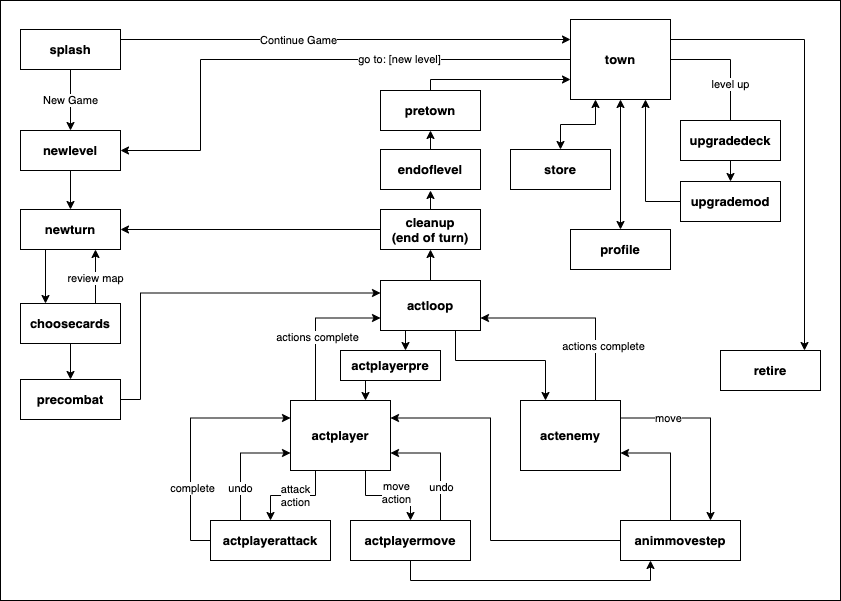 splash
Continue Game
town
go to: [new level]
level up
New Game
pretown
newlevel
upgradedeck
endoflevel
store
upgrademod
newturn
cleanup
(end of turn)
profile
review map
actloop
choosecards
actions complete
actions complete
actplayerpre
retire
precombat
actplayer
actenemy
move
complete
undo
attack
action
move
action
undo
actplayerattack
actplayermove
animmovestep